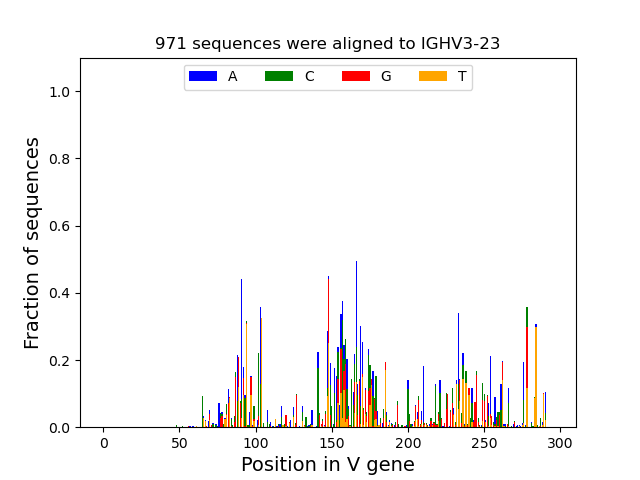 971 sequences were aligned to IGHV3-23
A C G T
1.0
0.8
0.6
0.4
0.2
0.0
Fraction of sequences
0 50 100 150 200 250 300
Position in V gene